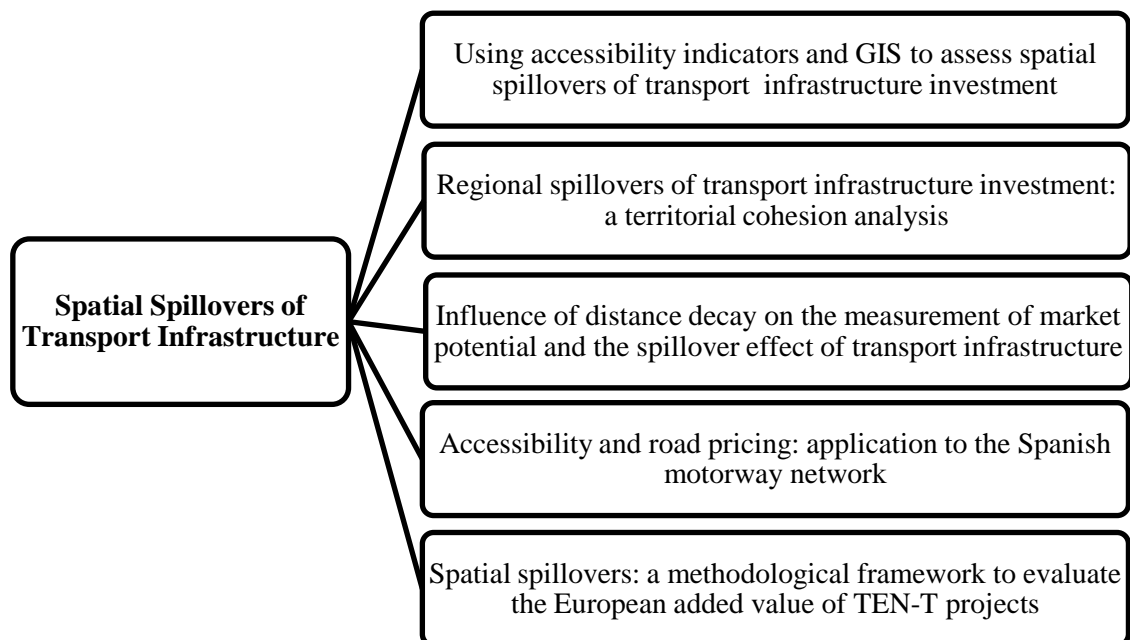 Using accessibility indicators and GIS to assess spatial
spillovers of transport infrastructure investment
Regional spillovers of transport infrastructure investment:
a territorial cohesion analysis
Spatial Spillovers of
Transport Infrastructure
Influence of distance decay on the measurement of market
potential and the spillover effect of transport infrastructure
Accessibility and road pricing: application to the Spanish
motorway network
Spatial spillovers: a methodological framework to evaluate
the European added value of TEN-T projects